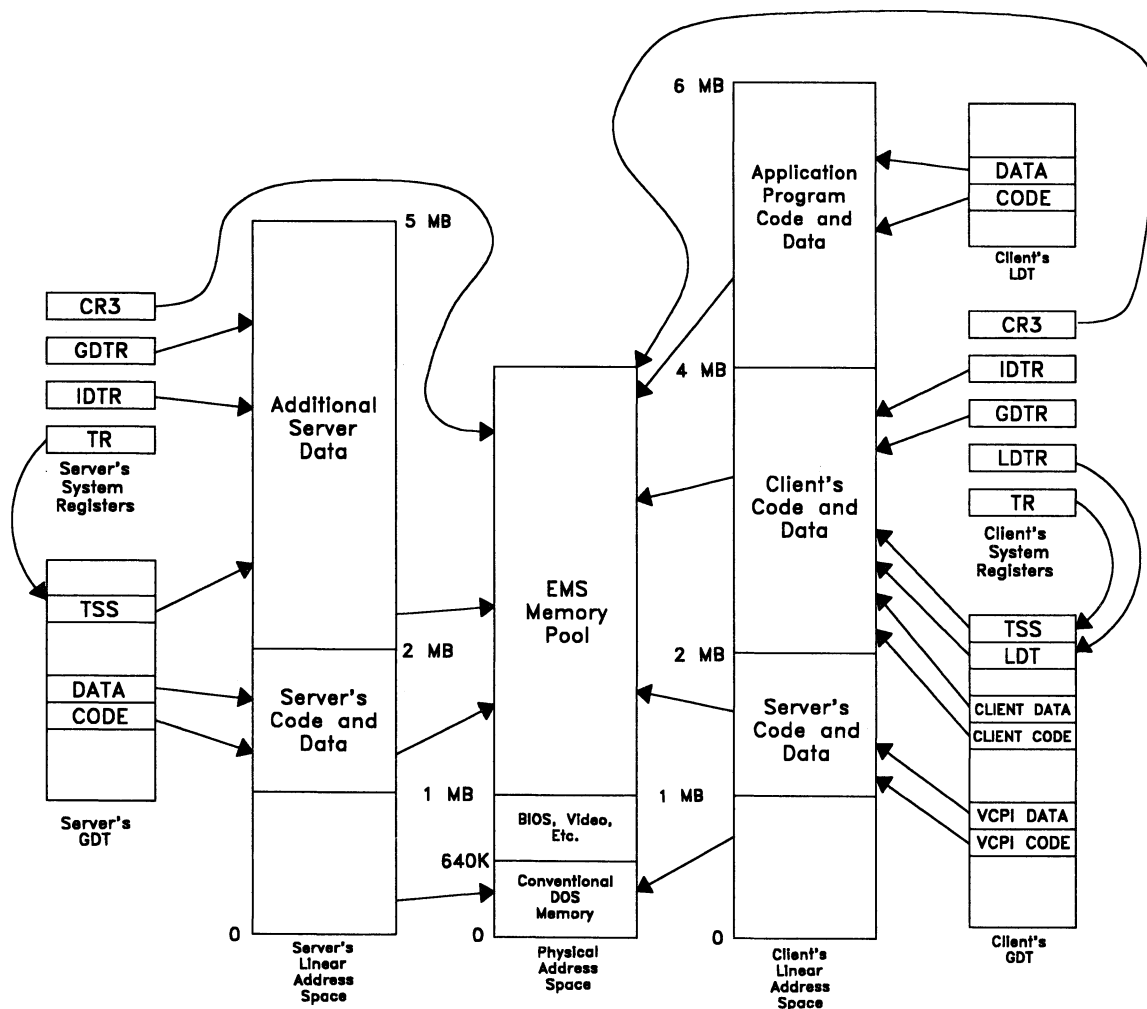 CR3
GDTR
IDTR
TR
Server's
System
Registers
TSS
DATA
CODE
Server's
GDT
5 MB
Additional
Server
Data
2 MB
Server's
Code and
Data
1 MB
0
Server's
Linear
Address
Space
EMS
Memory
Pool
BIOS, Video,
Etc.
640K
Conventional
DOS
Memory
0
Physical
Address
Space
6 MB
Application
Program
Code and
Data
4 MB
Client's
Code and
Data
2 MB
Server's
Code and
Data
1 MB
0
Client's
Linear
Address
Space
DATA
CODE
Client's
LDT
CR3
IDTR
GDTR
LDTR
TR
Client's
System
Registers
TSS
LDT
CLIENT DATA
CLIENT CODE
VCPI DATA
VCPI CODE
Client's
GDT